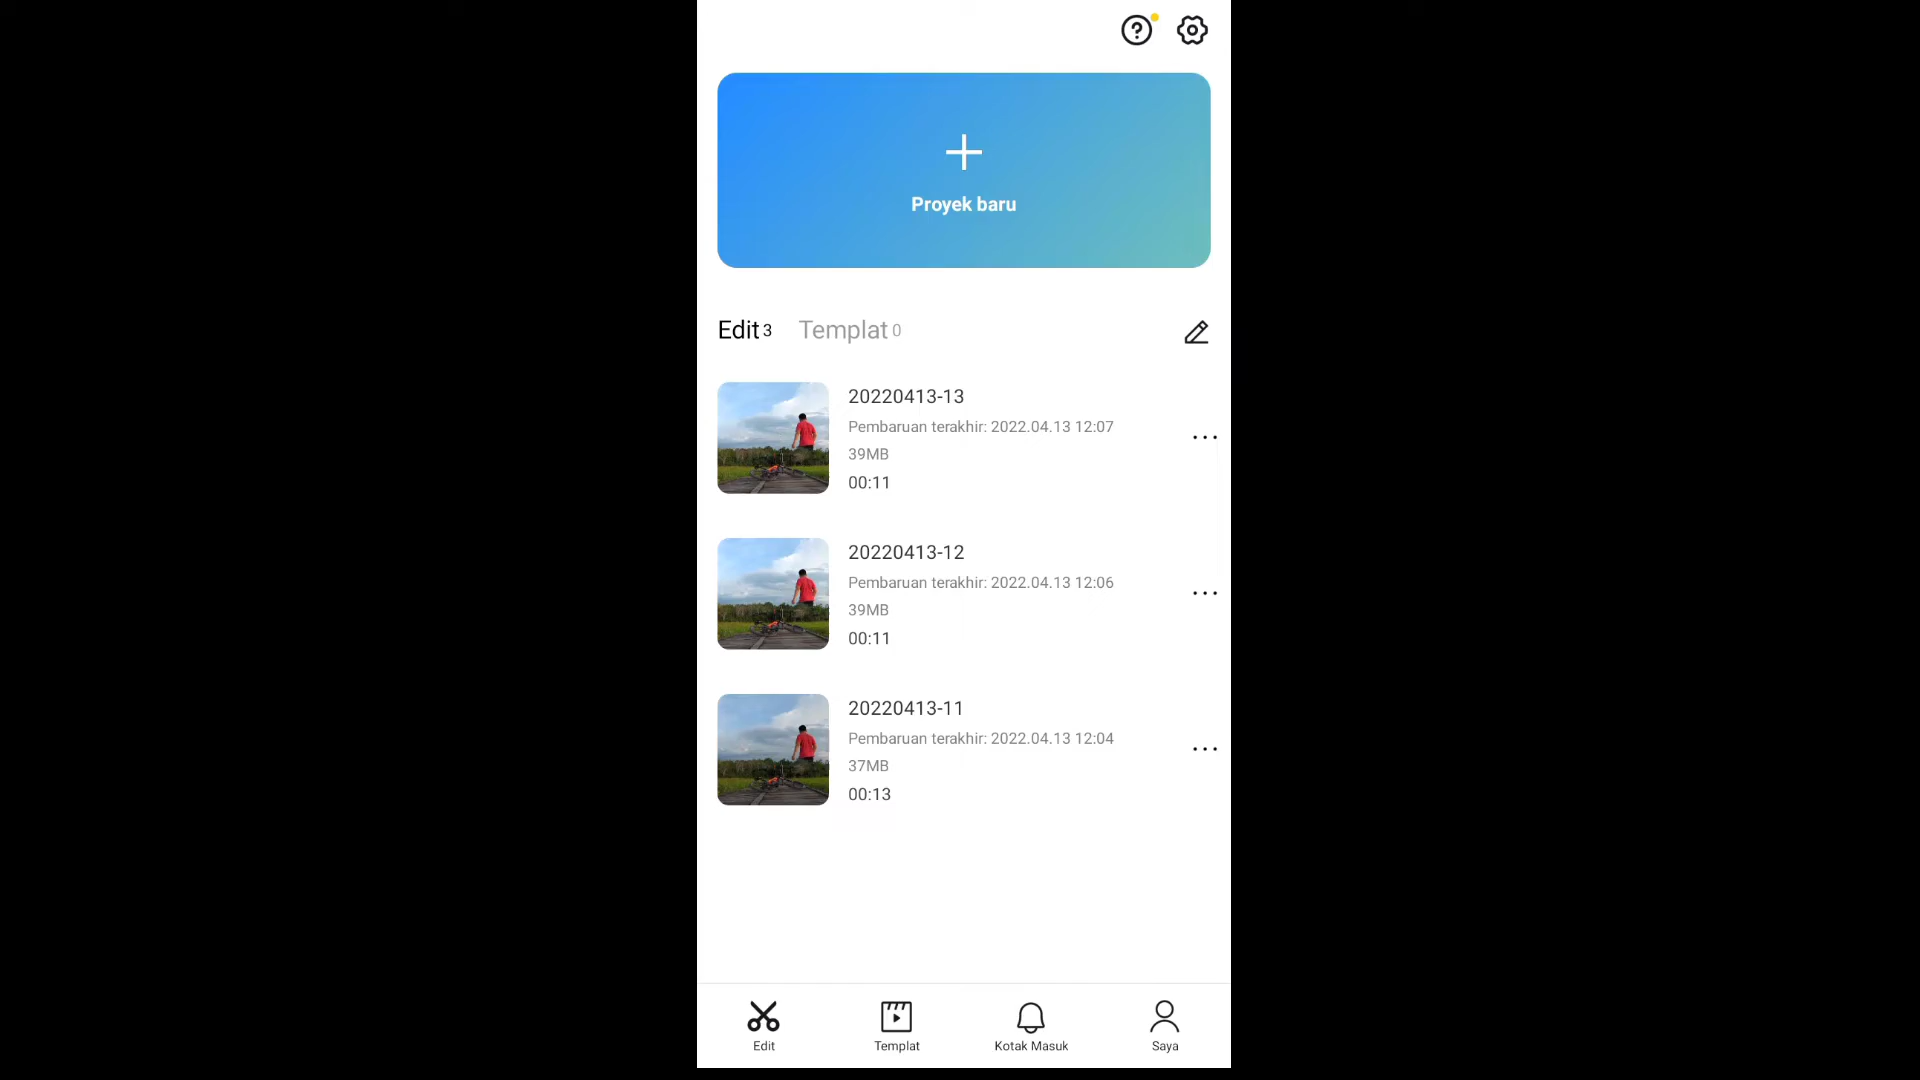 Proyek baru
Edit 3 Templat 0
20220413-13
Pembaruan terakhir: 2022.04.13 12:07
39MB
00:11
20220413-12
Pembaruan terakhir: 2022.04.13 12:06
39MB
00:11
20220413-11
Pembaruan terakhir: 2022.04.13 12:04
37MB
00:13
Edit Templat Kotak Masuk Saya